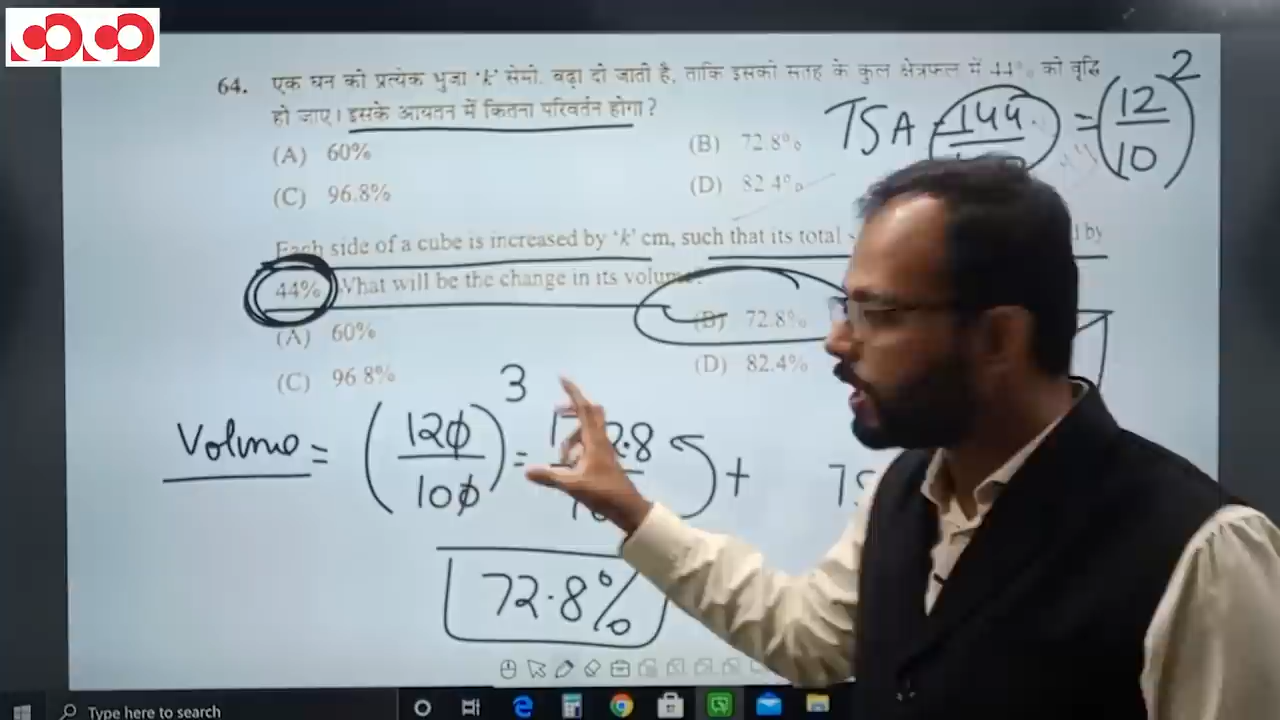 64. एक घन की प्रत्येक भुजा 'k' सेमी. बढ़ा दी जाती है, ताकि इसकी सतह के कुल क्षेत्रफल में 44% की वृद्धि
हो जाए। इसके आयतन में कितना परिवर्तन होगा?
(A) 60%
(B) 72.8%
(C) 96.8%
(D) 82.4%
TSA = 144 = (12/10)²
Each side of a cube is increased by 'k' cm, such that its total by
44% What will be the change in its volume?
(A) 60%
(B) 72.8%
(C) 96.8%
(D) 82.4%
Volume = (120/100)³ =
+
72.8%
Type here to search